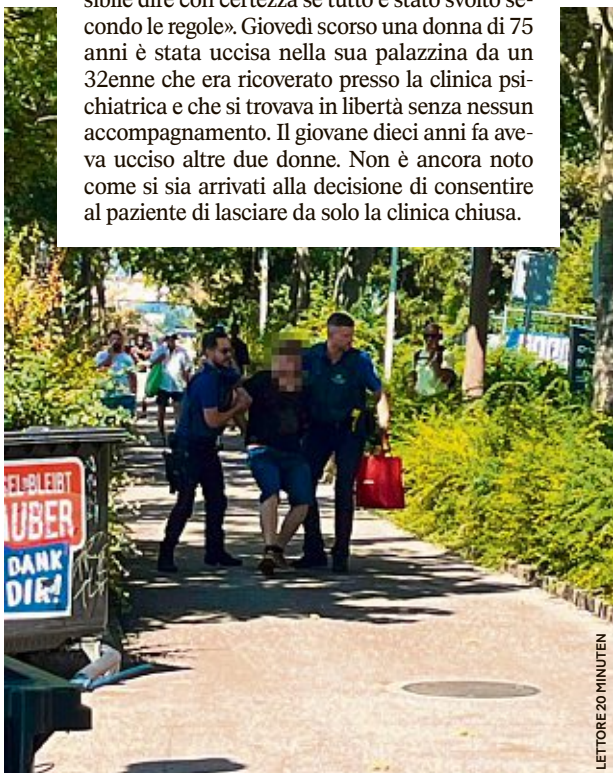 sibile dire con certezza se tutto è stato svolto se-
condo le regole». Giovedì scorso una donna di 75
anni è stata uccisa nella sua palazzina da un
32enne che era ricoverato presso la clinica psi-
chiatrica e che si trovava in libertà senza nessun
accompagnamento. Il giovane dieci anni fa ave-
va ucciso altre due donne. Non è ancora noto
come si sia arrivati alla decisione di consentire
al paziente di lasciare da solo la clinica chiusa.
BLEIBT
UBER
DANK
DIR!
LETTORE 20 MINUTEN